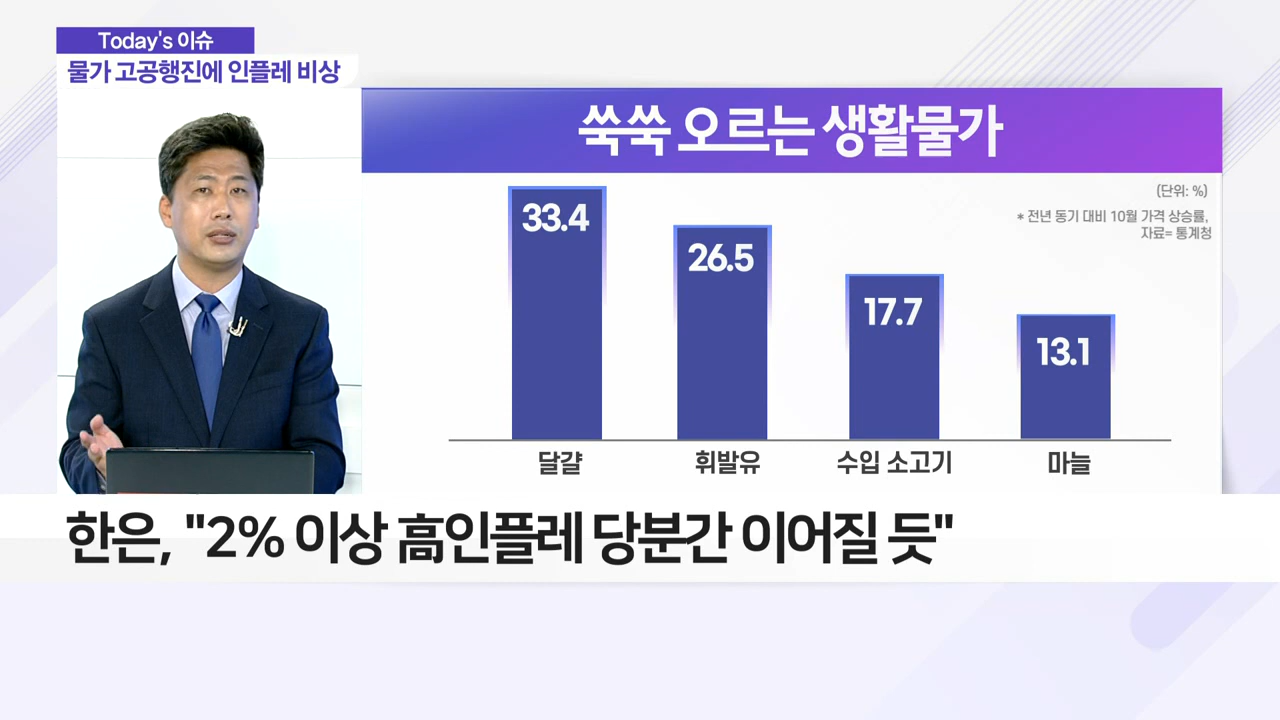 Today's 이슈
물가 고공행진에 인플레 비상
쑥쑥 오르는 생활물가
(단위: %)
* 전년 동기 대비 10월 가격 상승률,
자료= 통계청
33.4
26.5
17.7
13.1
달걀
휘발유
수입 소고기
마늘
한은, "2% 이상 高인플레 당분간 이어질 듯"